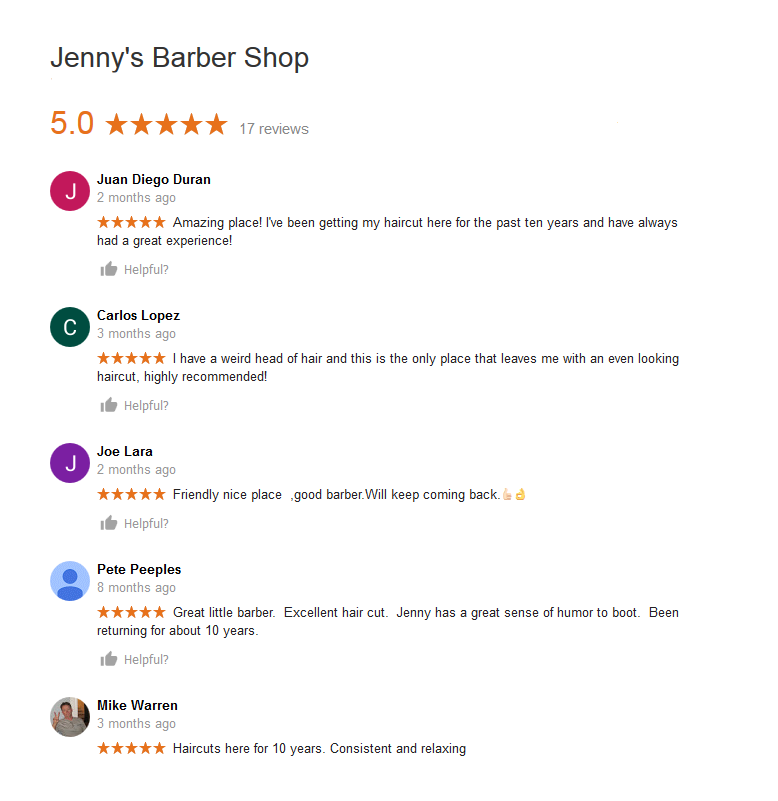 Jenny's Barber Shop
5.0 ★★★★★ 17 reviews
J Juan Diego Duran
2 months ago
★★★★★ Amazing place! I've been getting my haircut here for the past ten years and have always
had a great experience!
Helpful?
C Carlos Lopez
3 months ago
★★★★★ I have a weird head of hair and this is the only place that leaves me with an even looking
haircut, highly recommended!
Helpful?
J Joe Lara
2 months ago
★★★★★ Friendly nice place  ,good barber.Will keep coming back.👍🏻👌
Helpful?
Pete Peeples
8 months ago
★★★★★ Great little barber.  Excellent hair cut.  Jenny has a great sense of humor to boot.  Been
returning for about 10 years.
Helpful?
Mike Warren
3 months ago
★★★★★ Haircuts here for 10 years. Consistent and relaxing